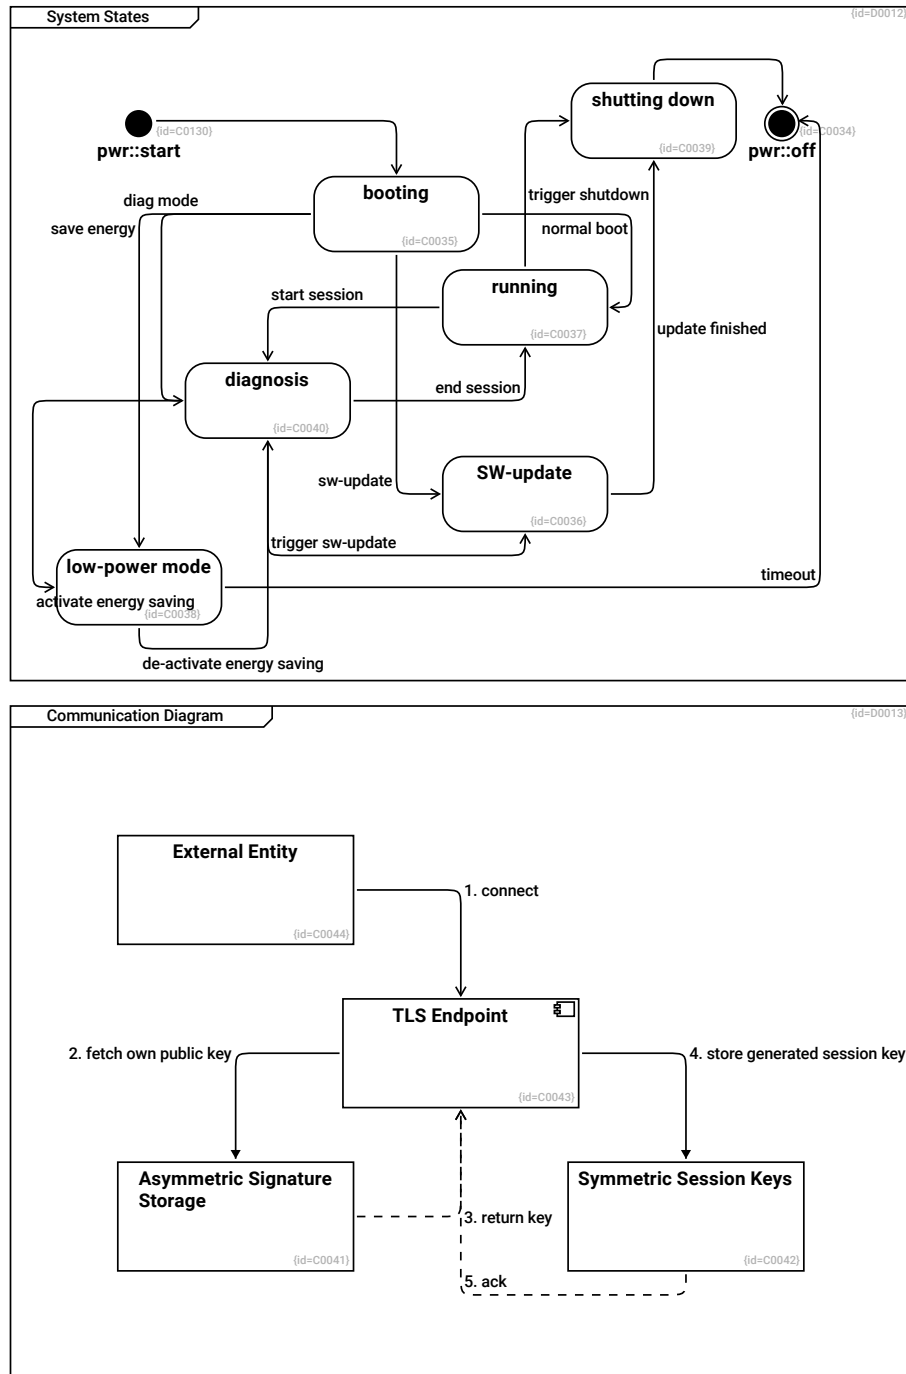 System States
{id=D0012}
shutting down
{id=C0039}
{id=C0130}
pwr::start
{id=C0034}
pwr::off
booting
{id=C0035}
diag mode
save energy
trigger shutdown
normal boot
running
{id=C0037}
start session
update finished
diagnosis
{id=C0040}
end session
SW-update
{id=C0036}
sw-update
trigger sw-update
low-power mode
activate energy saving
{id=C0038}
timeout
de-activate energy saving
Communication Diagram
{id=D0013}
External Entity
{id=C0044}
1. connect
TLS Endpoint
{id=C0043}
2. fetch own public key
4. store generated session key
Asymmetric Signature
Storage
{id=C0041}
Symmetric Session Keys
{id=C0042}
3. return key
5. ack